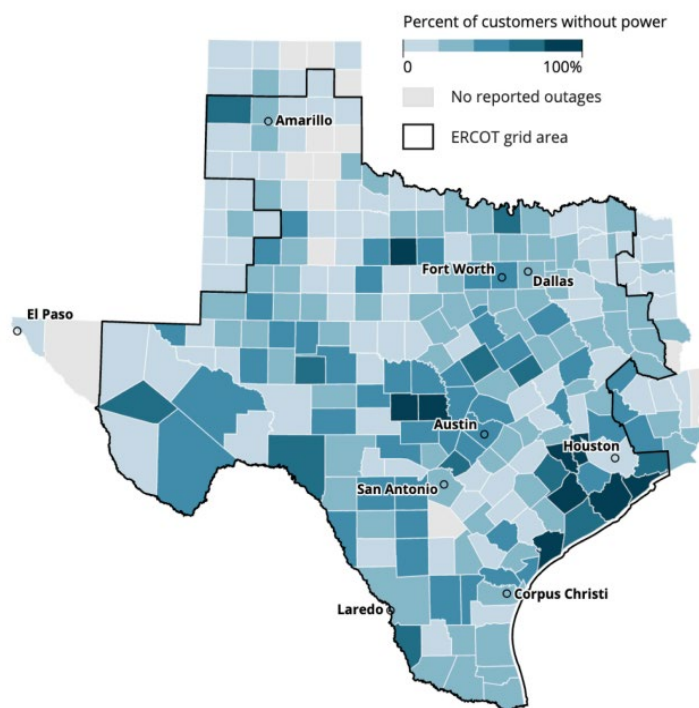 Percent of customers without power
0 100%
No reported outages
ERCOT grid area
Amarillo
Fort Worth
Dallas
El Paso
Austin
Houston
San Antonio
Corpus Christi
Laredo